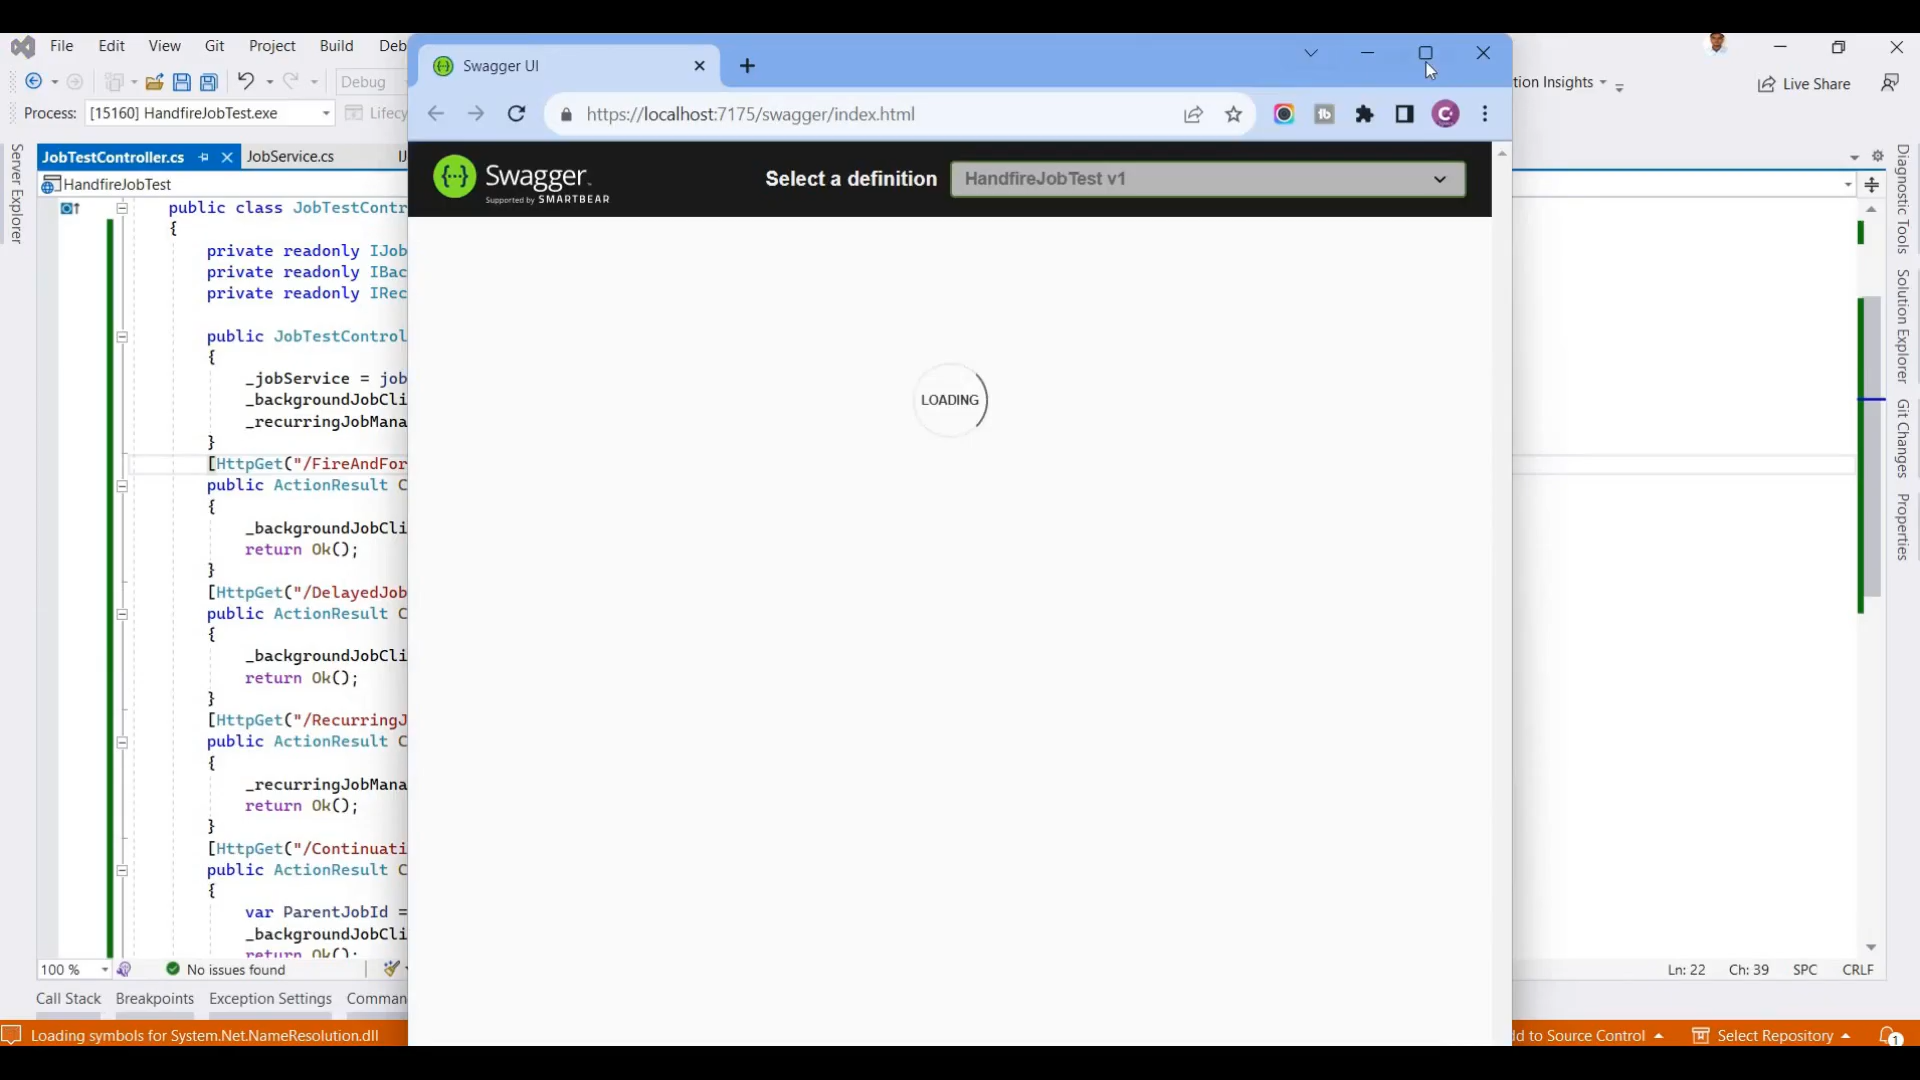 File Edit View Git Project Build Deb
Debug
tion Insights
Live Share
Process: [15160] HandfireJobTest.exe
Lifecy
Server Explorer
JobTestController.cs
JobService.cs
HandfireJobTest
public class JobTestContr
{
private readonly IJob
private readonly IBac
private readonly IRec
public JobTestControl
{
_jobService = job
_backgroundJobCli
_recurringJobMana
}
[HttpGet("/FireAndFor
public ActionResult C
{
_backgroundJobCli
return Ok();
}
[HttpGet("/DelayedJob
public ActionResult C
{
_backgroundJobCli
return Ok();
}
[HttpGet("/RecurringJ
public ActionResult C
{
_recurringJobMana
return Ok();
}
[HttpGet("/Continuati
public ActionResult C
{
var ParentJobId =
_backgroundJobCli
return Ok();
100 %
No issues found
Call Stack Breakpoints Exception Settings Comman
Loading symbols for System.Net.NameResolution.dll
Swagger UI
https://localhost:7175/swagger/index.html
C
Swagger
Supported by SMARTBEAR
Select a definition
HandfireJobTest v1
LOADING
Diagnostic Tools
Solution Explorer
Git Changes
Properties
Ln: 22 Ch: 39 SPC CRLF
dd to Source Control
Select Repository
1